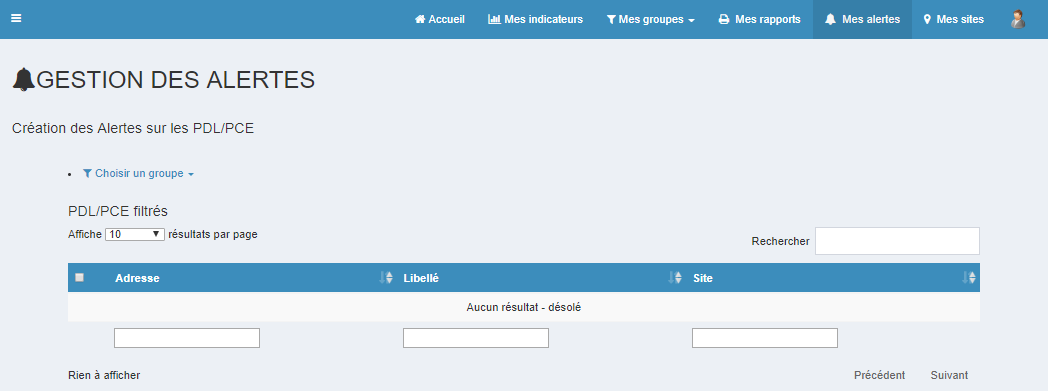 Accueil Mes indicateurs Mes groupes Mes rapports Mes alertes Mes sites
GESTION DES ALERTES
Création des Alertes sur les PDL/PCE
Choisir un groupe
PDL/PCE filtrés
Affiche 10 résultats par page
Rechercher
Adresse Libellé Site
Aucun résultat - désolé
Rien à afficher
Précédent Suivant